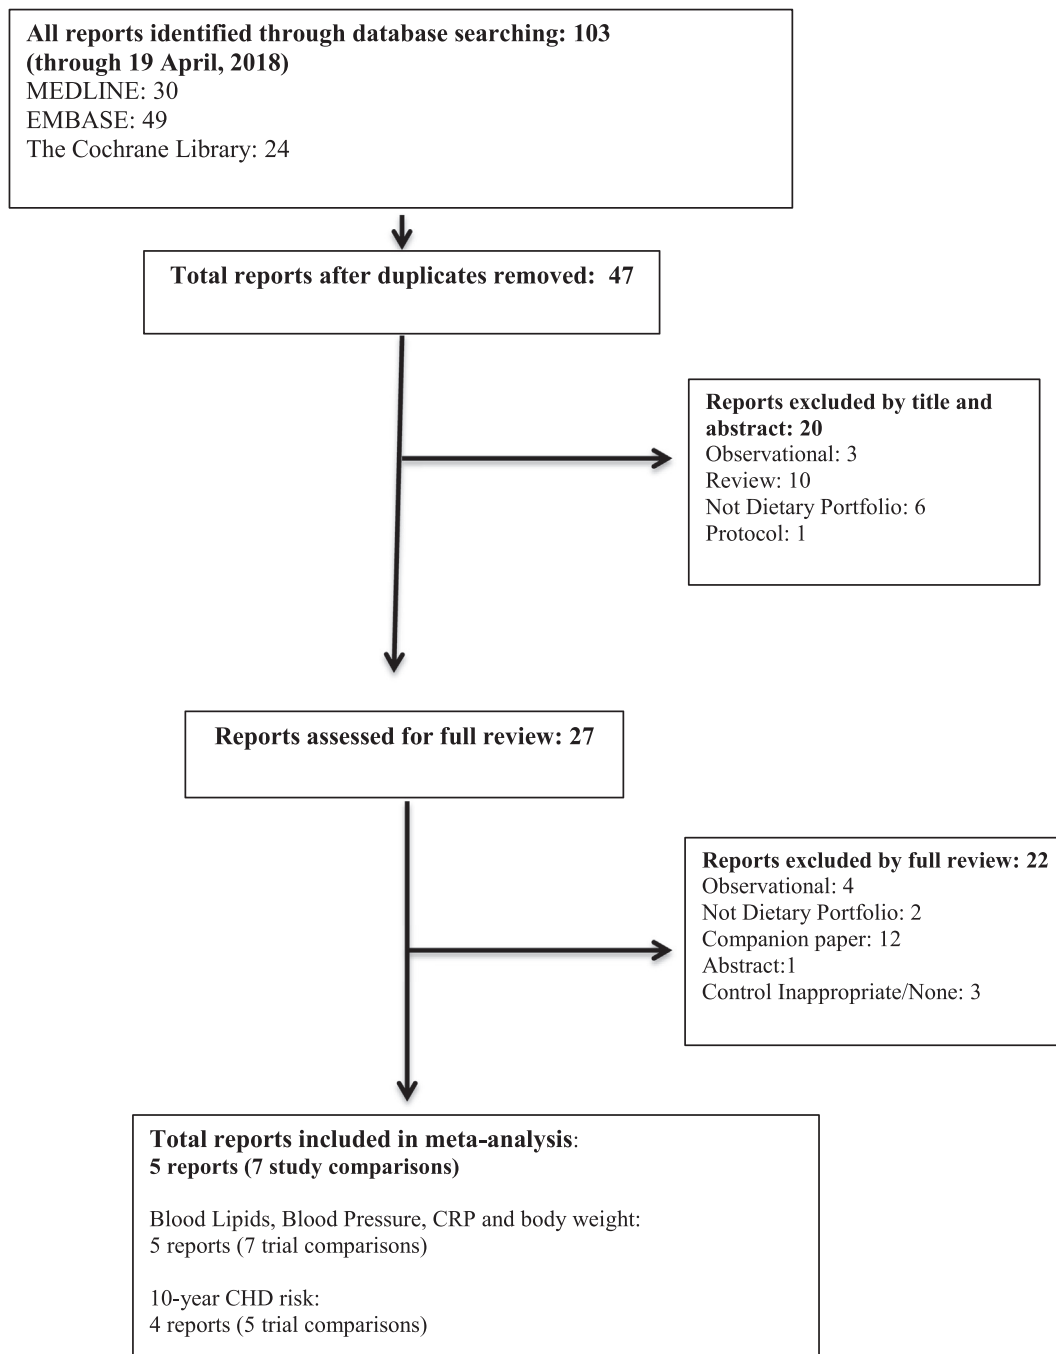 All reports identified through database searching: 103
(through 19 April, 2018)
MEDLINE: 30
EMBASE: 49
The Cochrane Library: 24
Total reports after duplicates removed:  47
Reports excluded by title and
abstract: 20
Observational: 3
Review: 10
Not Dietary Portfolio: 6
Protocol: 1
Reports assessed for full review: 27
Reports excluded by full review: 22
Observational: 4
Not Dietary Portfolio: 2
Companion paper: 12
Abstract:1
Control Inappropriate/None: 3
Total reports included in meta-analysis:
5 reports (7 study comparisons)
Blood Lipids, Blood Pressure, CRP and body weight:
5 reports (7 trial comparisons)
10-year CHD risk:
4 reports (5 trial comparisons)